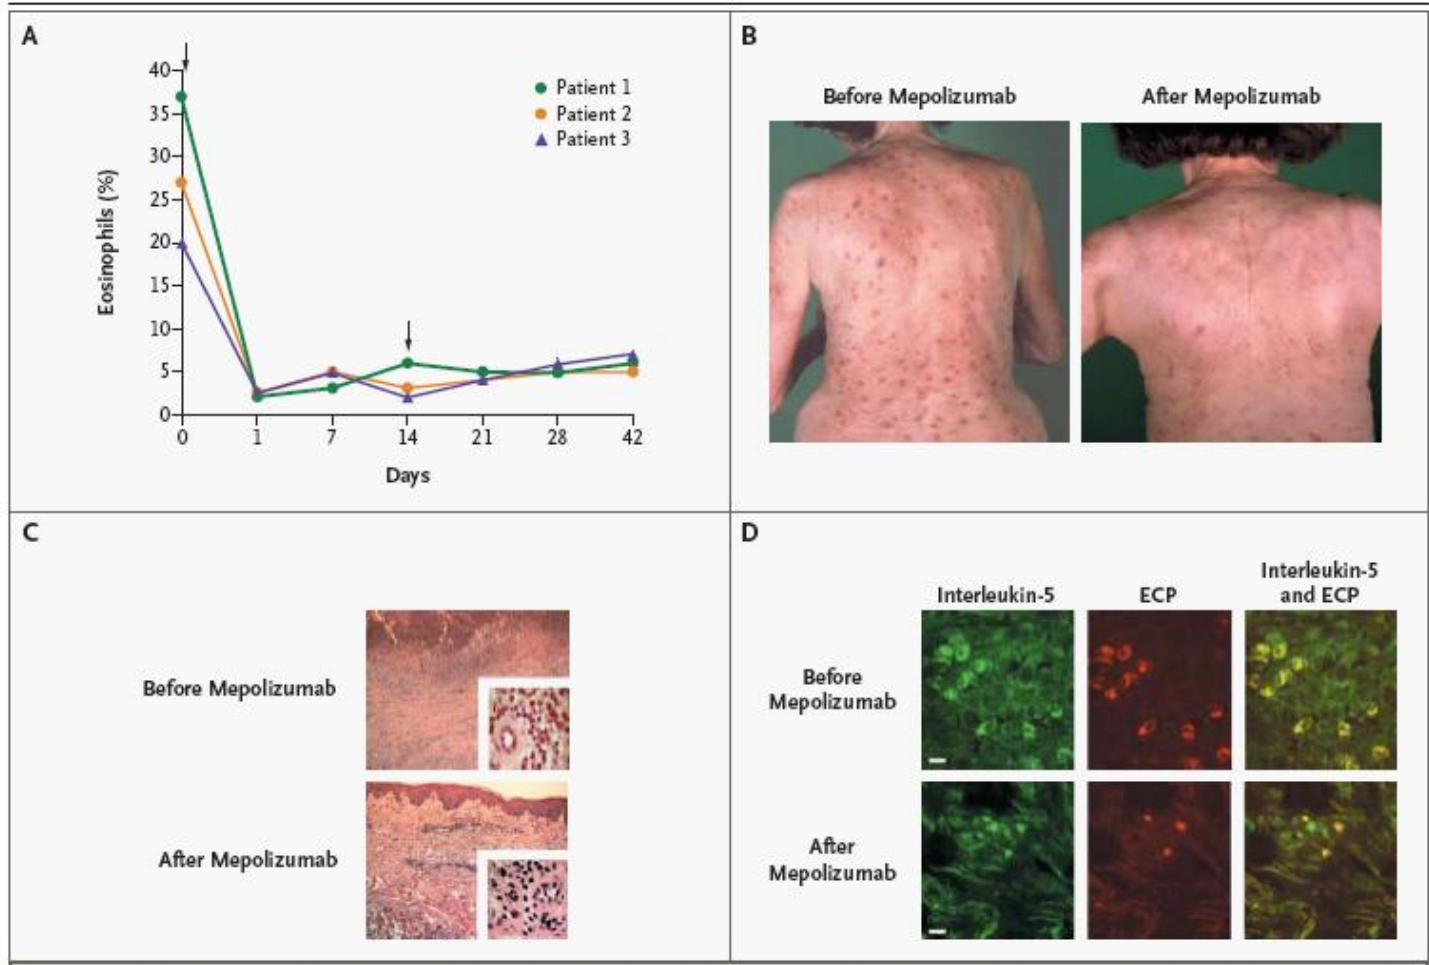 A
40
35
30
25
20
15
10
5
0
Eosinophils (%)
Patient 1
Patient 2
Patient 3
0 1 7 14 21 28 42
Days
B
Before Mepolizumab
After Mepolizumab
C
Before Mepolizumab
After Mepolizumab
D
Interleukin-5
ECP
Interleukin-5
and ECP
Before
Mepolizumab
After
Mepolizumab